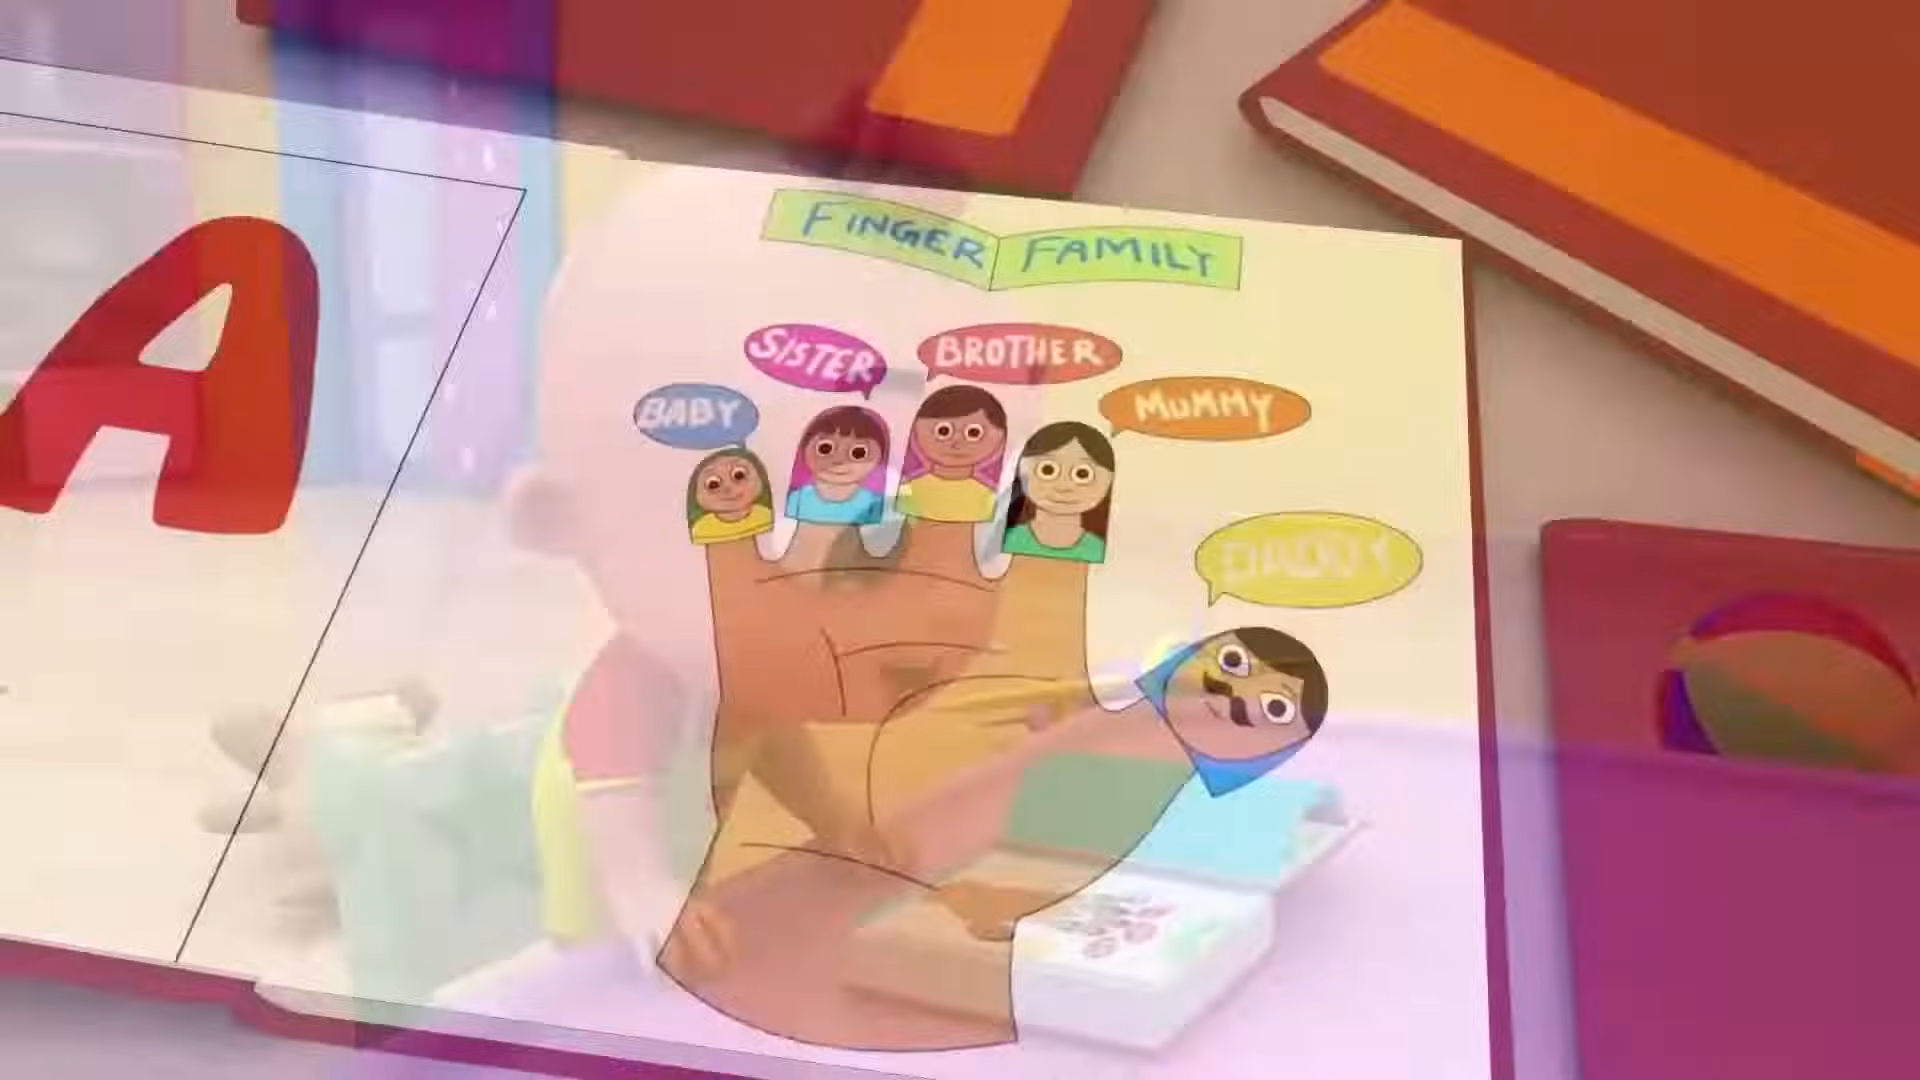 A
FINGER FAMILY
SISTER
BROTHER
BABY
MUMMY
DADDY